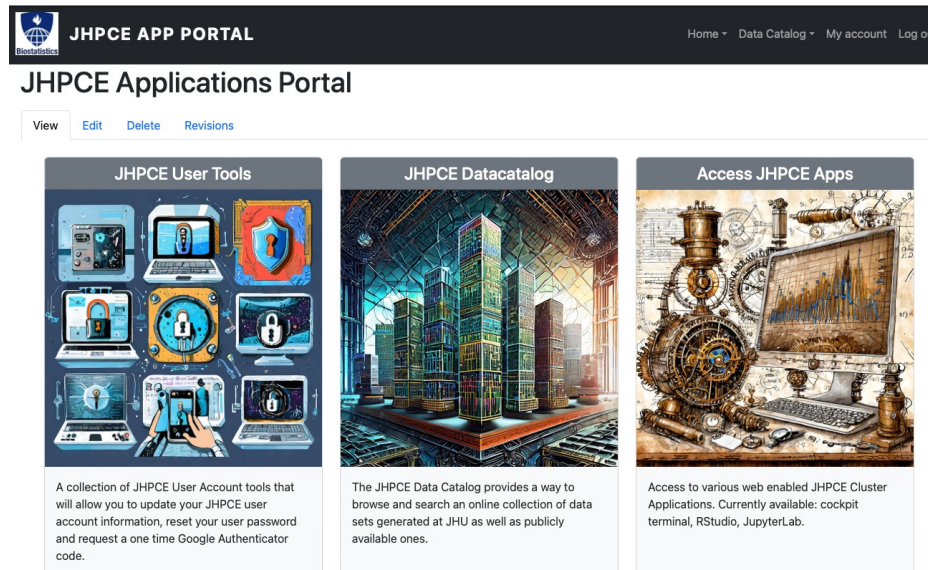 Biostatistics
JHPCE APP PORTAL
Home
Data Catalog
My account
JHPCE Applications Portal
View
Edit
Delete
Revisions
JHPCE User Tools
A collection of JHPCE User Account tools that
will allow you to update your JHPCE user
account information, reset your user password
and request a one time Google Authenticator
code.
JHPCE Datacatalog
The JHPCE Data Catalog provides a way to
browse and search an online collection of data
sets generated at JHU as well as publicly
available ones.
Access JHPCE Apps
Access to various web enabled JHPCE Cluster
Applications. Currently available: cockpit
terminal, RStudio, JupyterLab.